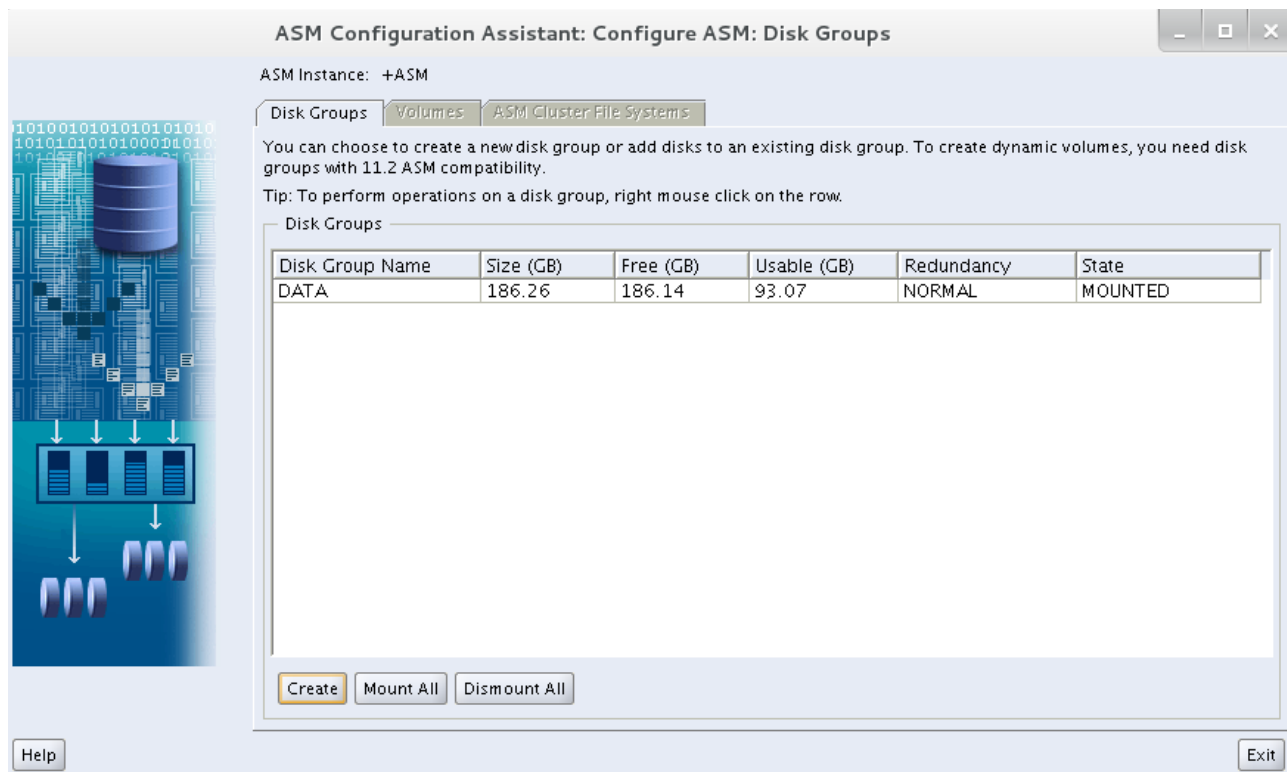 ASM Configuration Assistant: Configure ASM: Disk Groups
ASM Instance: +ASM
Disk Groups Volumes ASM Cluster File Systems
You can choose to create a new disk group or add disks to an existing disk group. To create dynamic volumes, you need disk
groups with 11.2 ASM compatibility.
Tip: To perform operations on a disk group, right mouse click on the row.
Disk Groups
Disk Group Name Size (GB) Free (GB) Usable (GB) Redundancy State
DATA 186.26 186.14 93.07 NORMAL MOUNTED
Create Mount All Dismount All
Help Exit